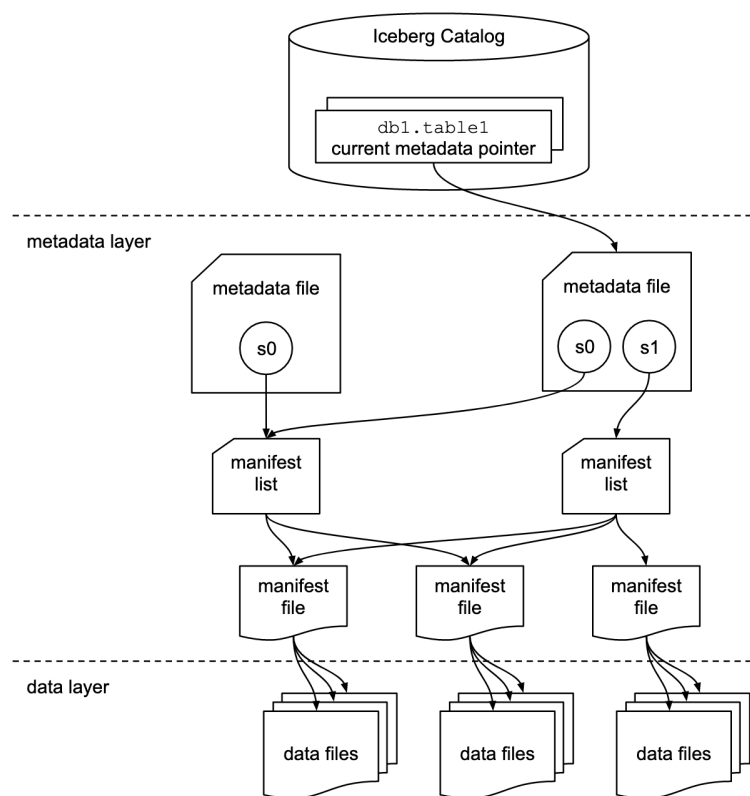 Iceberg Catalog
db1.table1
current metadata pointer
metadata layer
metadata file
s0
metadata file
s0
s1
manifest
list
manifest
list
manifest
file
manifest
file
manifest
file
data layer
data files
data files
data files